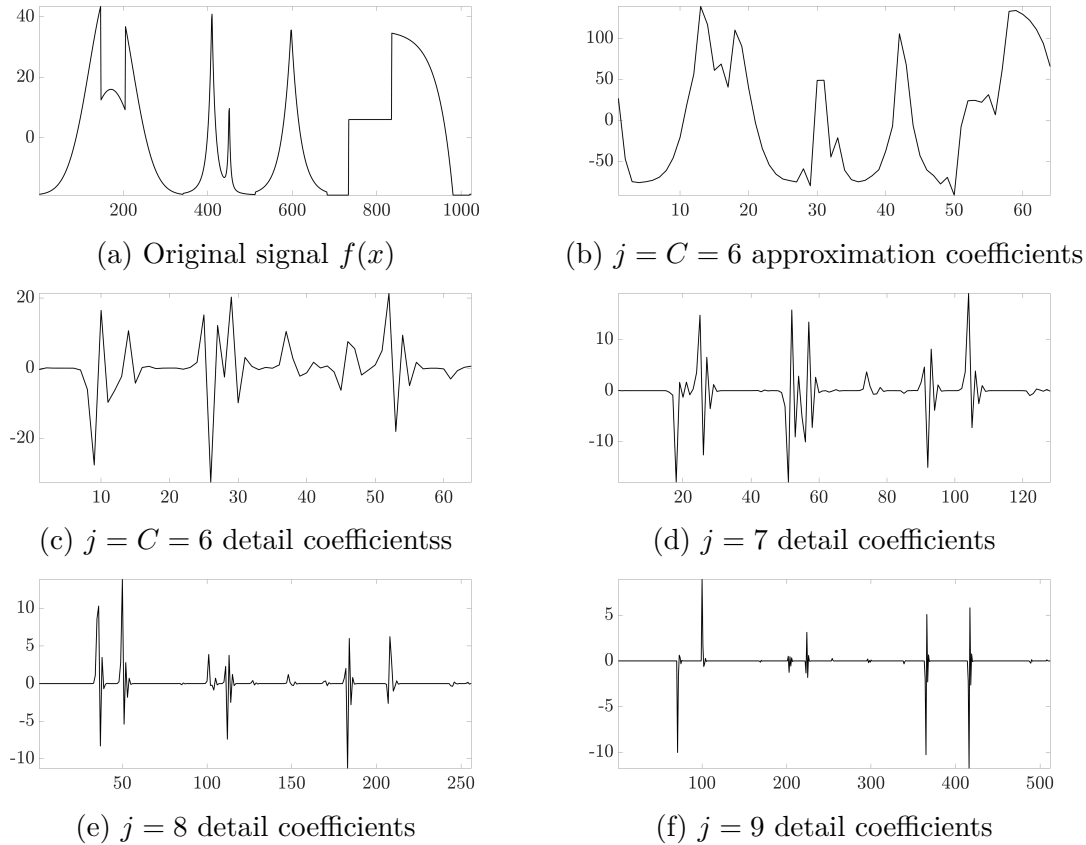 40
20
0
200 400 600 800 1000
(a) Original signal f(x)
100
50
0
-50
10 20 30 40 50 60
(b) j = C = 6 approximation coefficients
20
0
-20
10 20 30 40 50 60
(c) j = C = 6 detail coefficientss
10
0
-10
20 40 60 80 100 120
(d) j = 7 detail coefficients
10
5
0
-5
-10
50 100 150 200 250
(e) j = 8 detail coefficients
5
0
-5
-10
100 200 300 400 500
(f) j = 9 detail coefficients